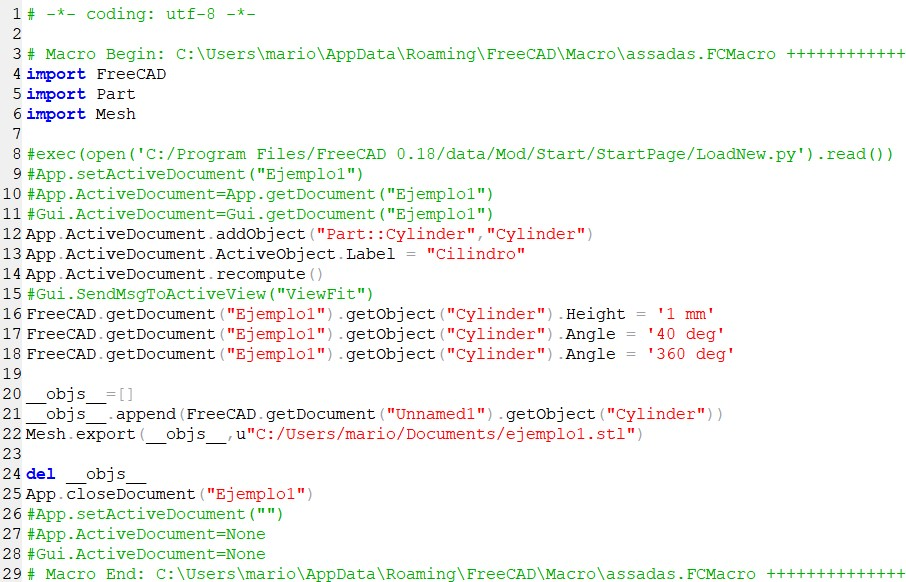 1 # -*- coding: utf-8 -*-
2
3 # Macro Begin: C:\Users\mario\AppData\Roaming\FreeCAD\Macro\assadas.FCMacro ++++++++++++
4 import FreeCAD
5 import Part
6 import Mesh
7
8 #exec(open('C:/Program Files/FreeCAD 0.18/data/Mod/Start/StartPage/LoadNew.py').read())
9 #App.setActiveDocument("Ejemplo1")
10 #App.ActiveDocument=App.getDocument("Ejemplo1")
11 #Gui.ActiveDocument=Gui.getDocument("Ejemplo1")
12 App.ActiveDocument.addObject("Part::Cylinder","Cylinder")
13 App.ActiveDocument.ActiveObject.Label = "Cilindro"
14 App.ActiveDocument.recompute()
15 #Gui.SendMsgToActiveView("ViewFit")
16 FreeCAD.getDocument("Ejemplo1").getObject("Cylinder").Height = '1 mm'
17 FreeCAD.getDocument("Ejemplo1").getObject("Cylinder").Angle = '40 deg'
18 FreeCAD.getDocument("Ejemplo1").getObject("Cylinder").Angle = '360 deg'
19
20 __objs__=[]
21 __objs__.append(FreeCAD.getDocument("Unnamed1").getObject("Cylinder"))
22 Mesh.export(__objs__,u"C:/Users/mario/Documents/ejemplo1.stl")
23
24 del __objs__
25 App.closeDocument("Ejemplo1")
26 #App.setActiveDocument("")
27 #App.ActiveDocument=None
28 #Gui.ActiveDocument=None
29 # Macro End: C:\Users\mario\AppData\Roaming\FreeCAD\Macro\assadas.FCMacro ++++++++++++++